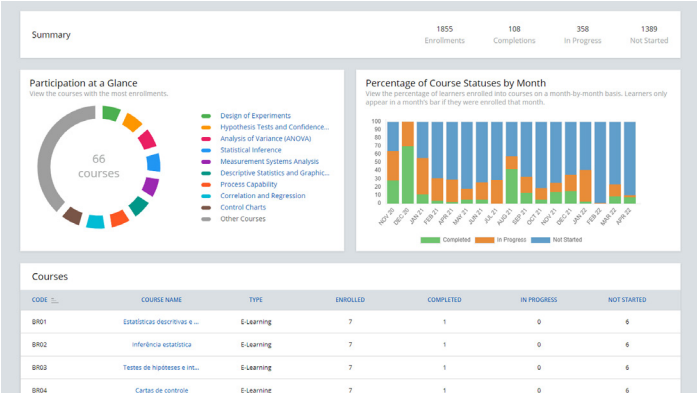 Summary
1855
Enrollments
108
Completions
358
In Progress
1389
Not Started
Participation at a Glance
View the courses with the most enrollments.
66
courses
Design of Experiments
Hypothesis Tests and Confidence...
Analysis of Variance (ANOVA)
Statistical Inference
Measurement Systems Analysis
Descriptive Statistics and Graphic...
Process Capability
Correlation and Regression
Control Charts
Other Courses
Percentage of Course Statuses by Month
View the percentage of learners enrolled into courses on a month-by-month basis. Learners only
appear in a month's bar if they were enrolled that month.
100
90
80
70
60
50
40
30
20
10
0
NOV 20 DEC 20 JAN 21 FEB 21 APR 21 MAY 21 JUN 21 JUL 21 AUG 21 SEP 21 OCT 21 NOV 21 DEC 21 JAN 22 FEB 22 MAR 22 APR 22
Completed In Progress Not Started
Courses
CODE COURSE NAME TYPE ENROLLED COMPLETED IN PROGRESS NOT STARTED
BR01 Estatísticas descritivas e ... E-Learning 7 1 0 6
BR02 Inferência estatística E-Learning 7 1 0 6
BR03 Testes de hipóteses e int... E-Learning 7 1 0 6
BR04 Cartas de controle E-Learning 7 1 0 6